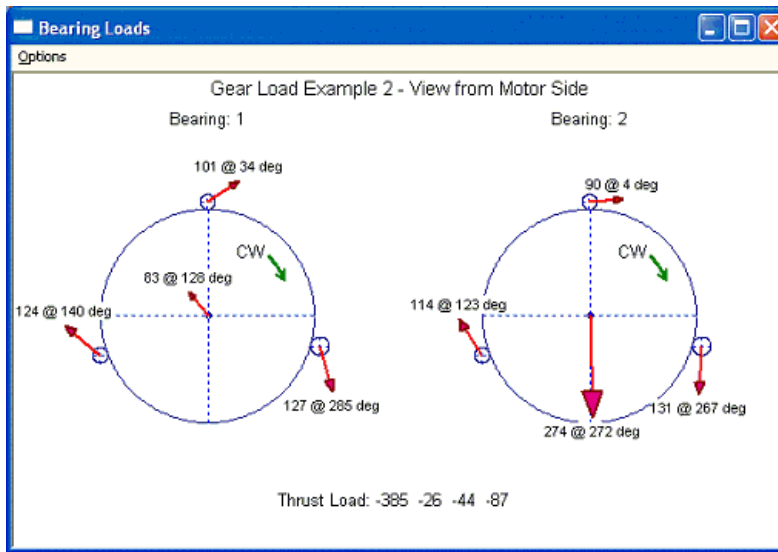 Bearing Loads
Options
Gear Load Example 2 - View from Motor Side
Bearing: 1
Bearing: 2
101 @ 34 deg
90 @ 4 deg
CW
CW
83 @ 128 deg
124 @ 140 deg
114 @ 123 deg
127 @ 285 deg
131 @ 267 deg
274 @ 272 deg
Thrust Load: -385 -26 -44 -87